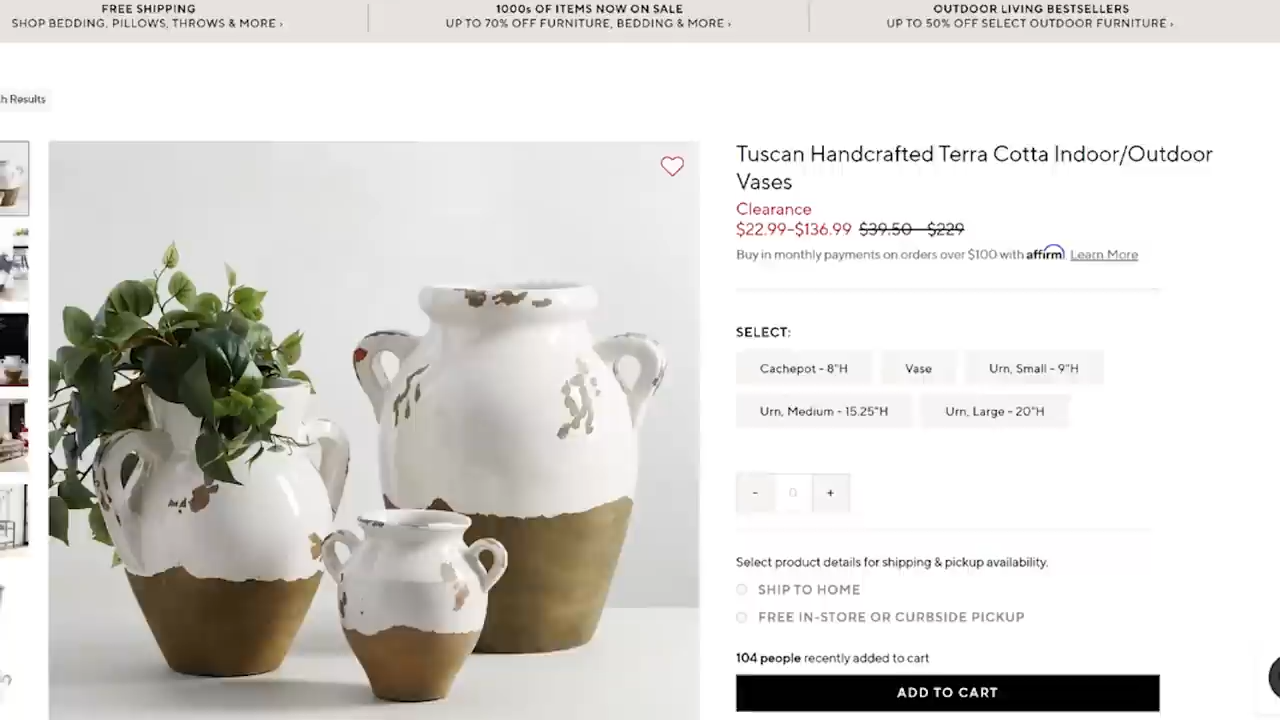 FREE SHIPPING
SHOP BEDDING, PILLOWS, THROWS & MORE ›
1000s OF ITEMS NOW ON SALE
UP TO 70% OFF FURNITURE, BEDDING & MORE ›
OUTDOOR LIVING BESTSELLERS
UP TO 50% OFF SELECT OUTDOOR FURNITURE ›
h Results
Tuscan Handcrafted Terra Cotta Indoor/Outdoor
Vases
Clearance
$22.99–$136.99 $39.50 – $229
Buy in monthly payments on orders over $100 with affirm Learn More
SELECT:
Cachepot - 8"H
Vase
Urn, Small - 9"H
Urn, Medium - 15.25"H
Urn, Large - 20"H
- 0 +
Select product details for shipping & pickup availability.
SHIP TO HOME
FREE IN-STORE OR CURBSIDE PICKUP
104 people recently added to cart
ADD TO CART